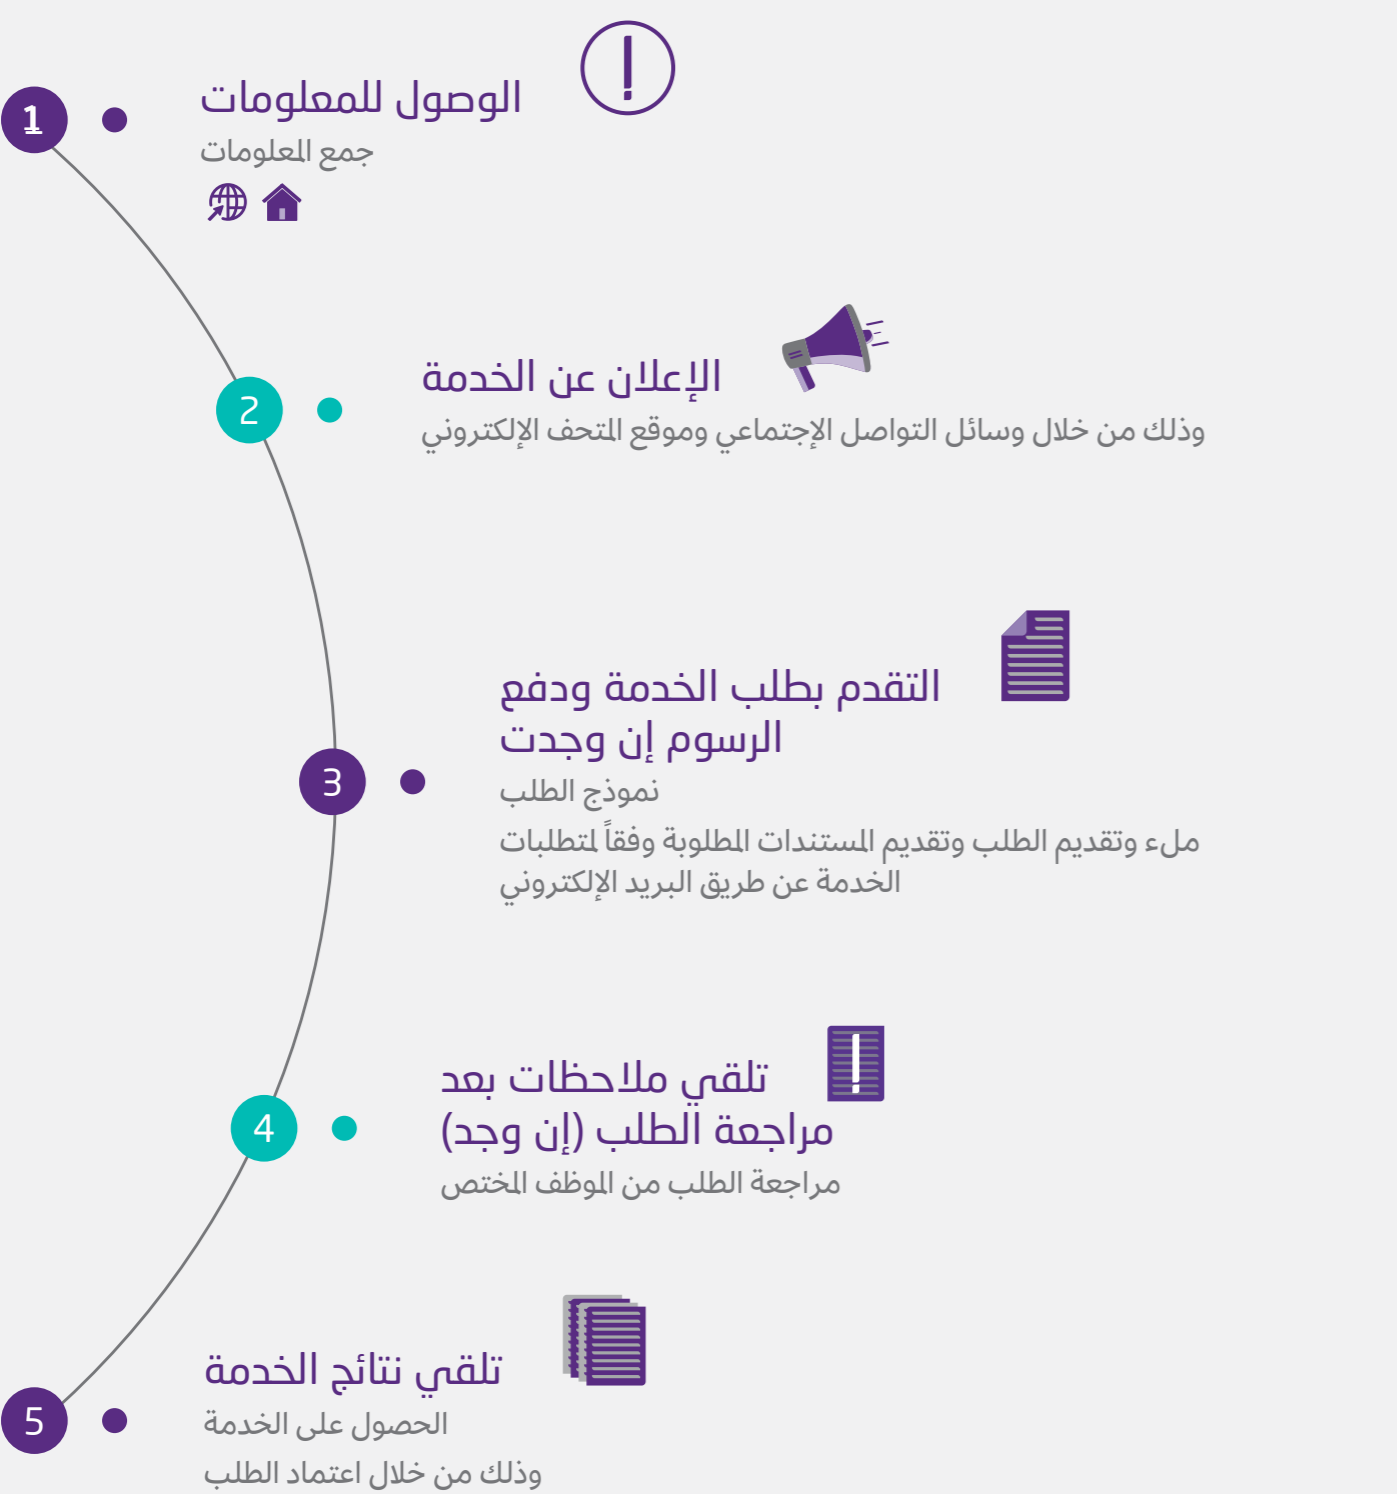 1
الوصول للمعلومات
جمع المعلومات
2
الإعلان عن الخدمة
وذلك من خلال وسائل التواصل الإجتماعي وموقع المتحف الإلكتروني
3
التقدم بطلب الخدمة ودفع
الرسوم إن وجدت
نموذج الطلب
ملء وتقديم الطلب وتقديم المستندات المطلوبة وفقاً لمتطلبات
الخدمة عن طريق البريد الإلكتروني
4
تلقي ملاحظات بعد
مراجعة الطلب (إن وجد)
مراجعة الطلب من الموظف المختص
5
تلقي نتائج الخدمة
الحصول على الخدمة
وذلك من خلال اعتماد الطلب